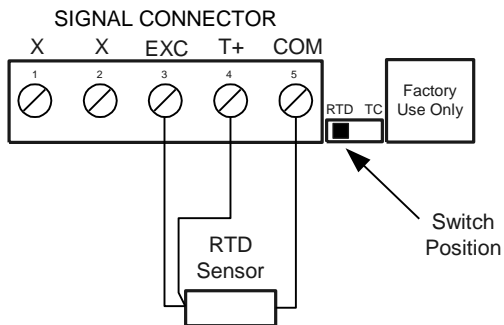 SIGNAL CONNECTOR
X X EXC T+ COM
1 2 3 4 5
RTD TC
Factory
Use Only
Switch
Position
RTD
Sensor